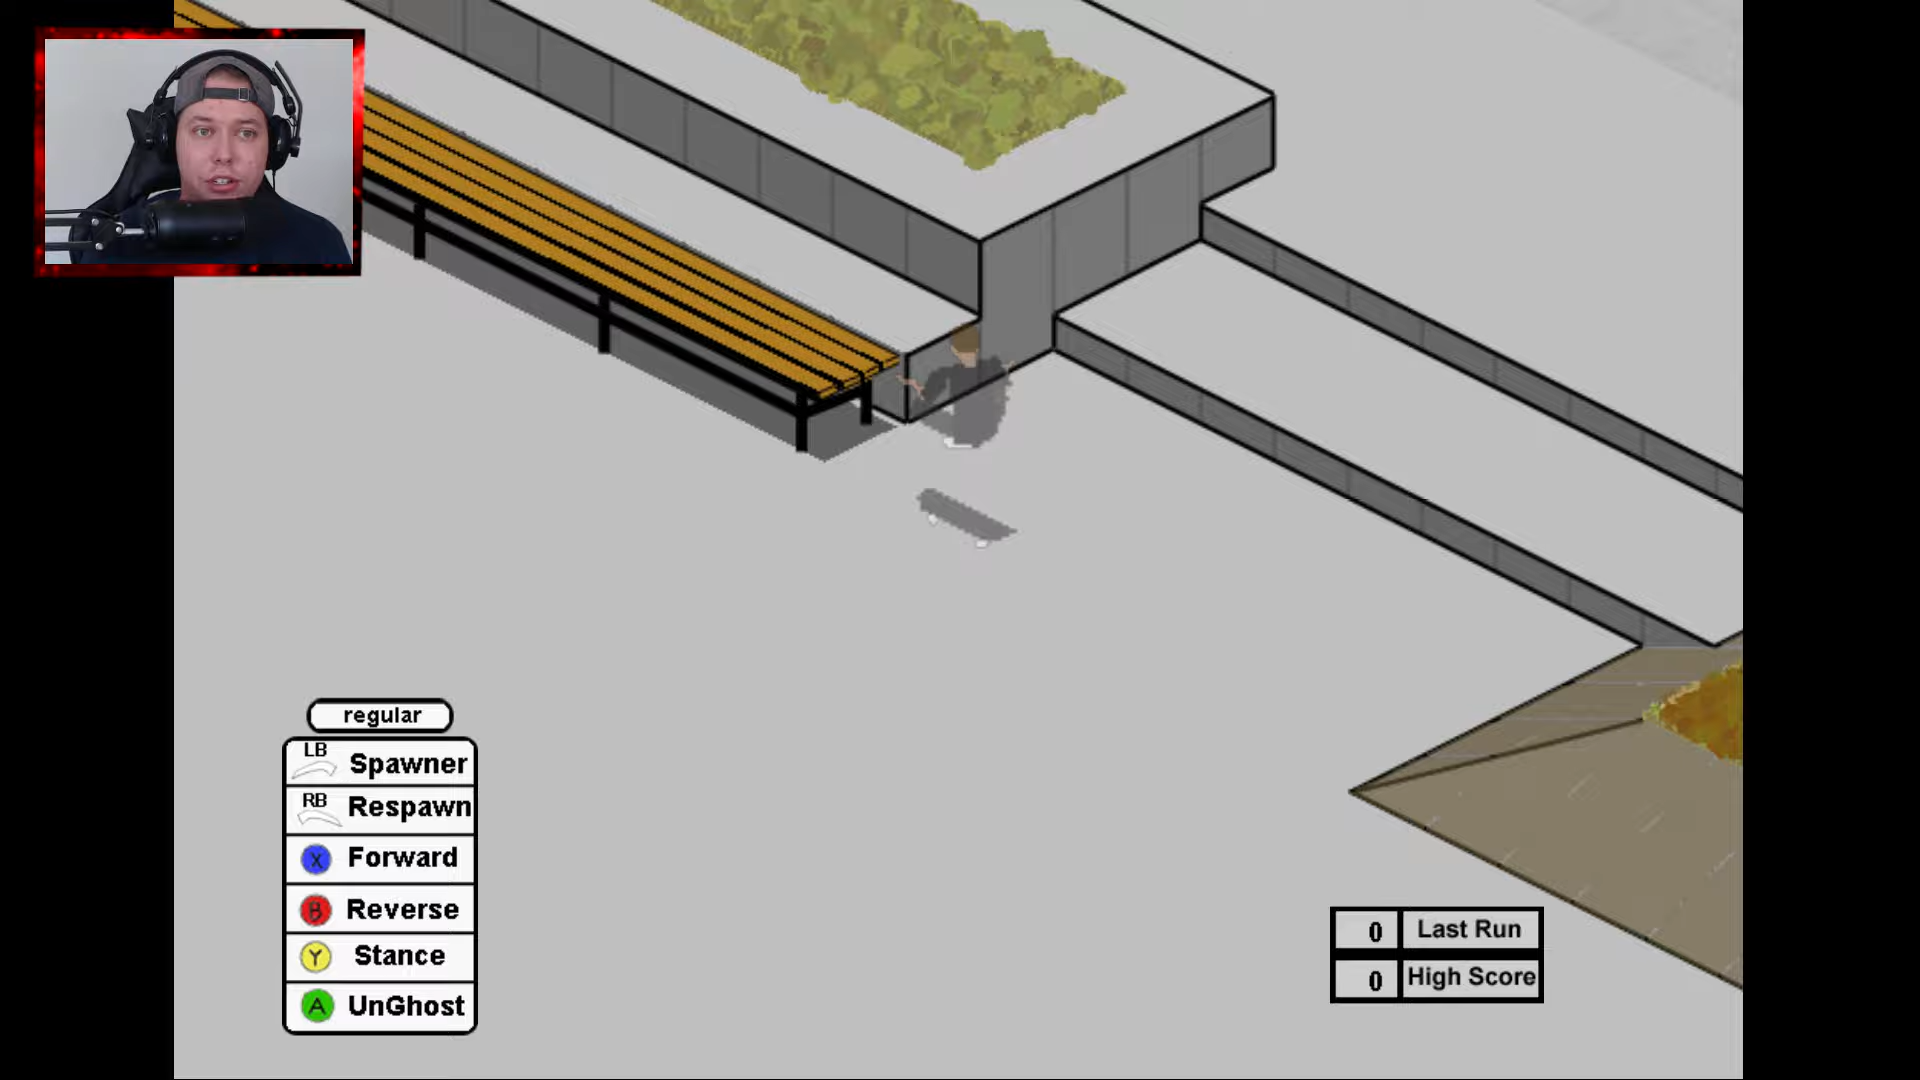 regular
LB Spawner
RB Respawn
X Forward
B Reverse
Y Stance
A UnGhost
0 Last Run
0 High Score